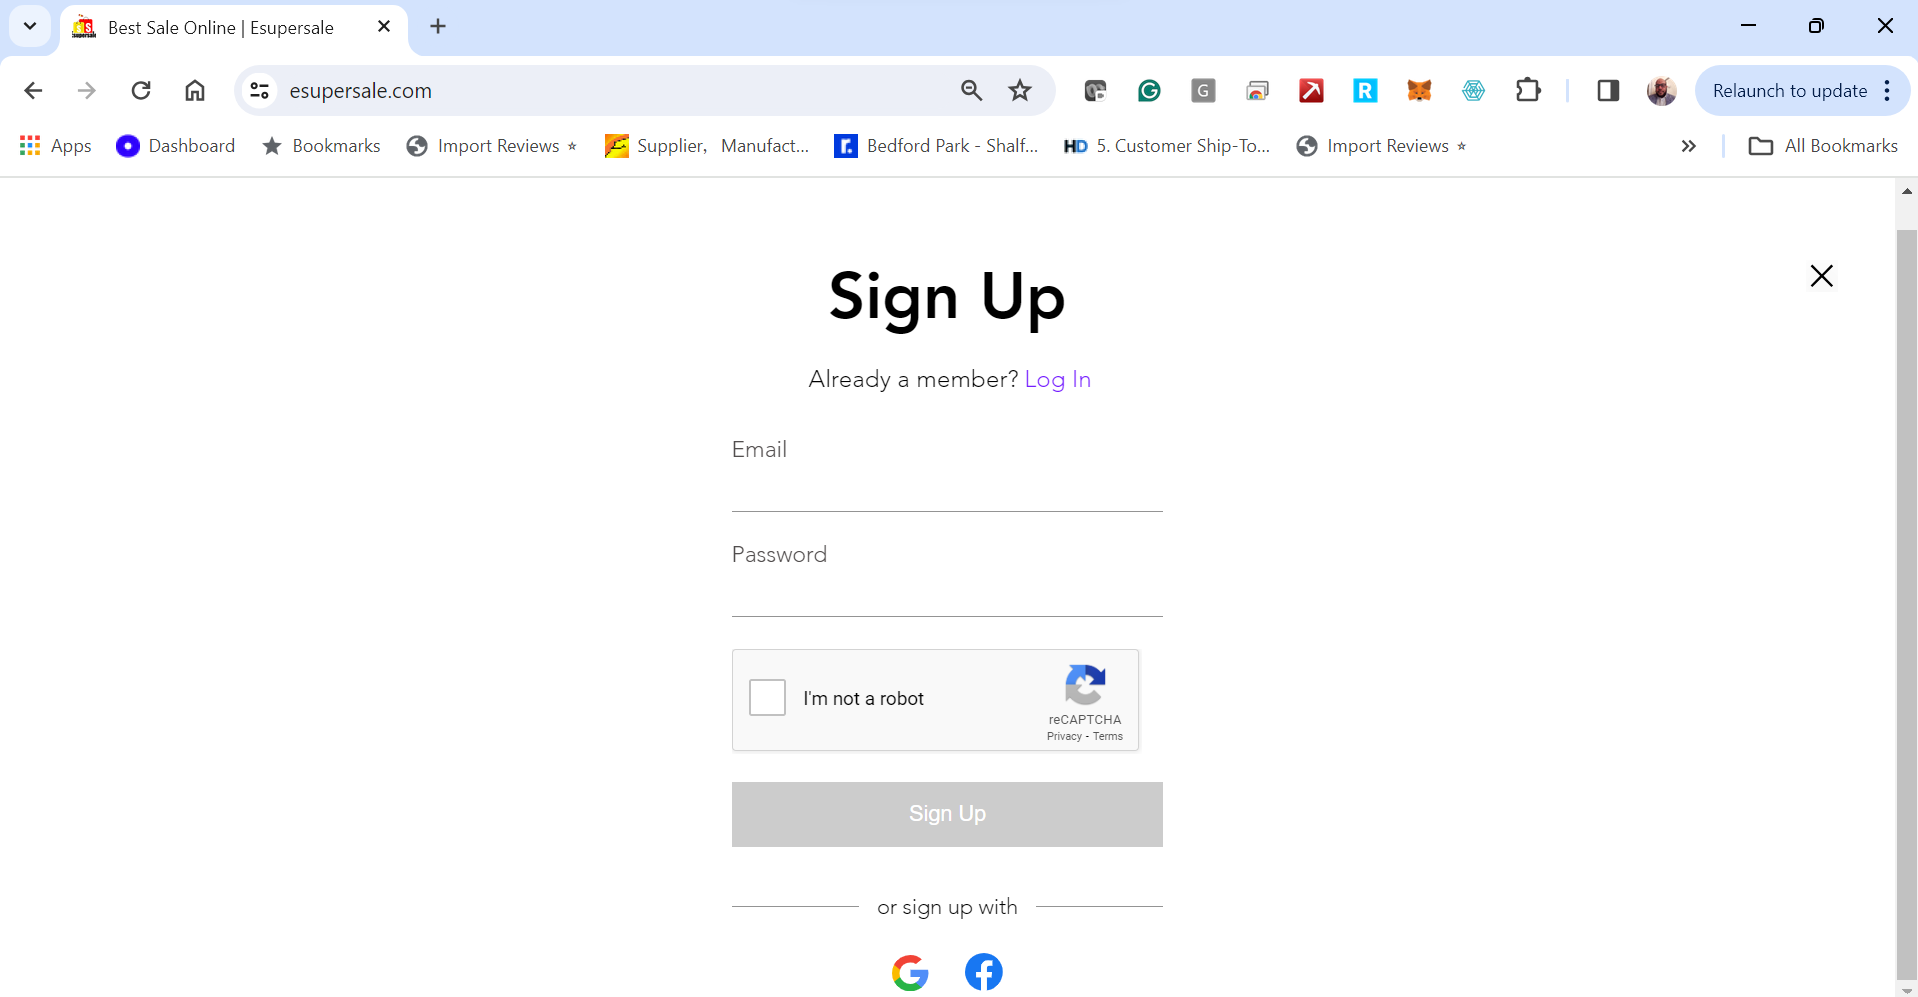 Best Sale Online | Esupersale
esupersale.com
Relaunch to update
Apps
Dashboard
Bookmarks
Import Reviews ⭐
Supplier, Manufact...
Bedford Park - Shalf...
HD 5. Customer Ship-To...
Import Reviews ⭐
All Bookmarks
Sign Up
Already a member? Log In
Email
Password
I'm not a robot
reCAPTCHA
Privacy - Terms
Sign Up
or sign up with